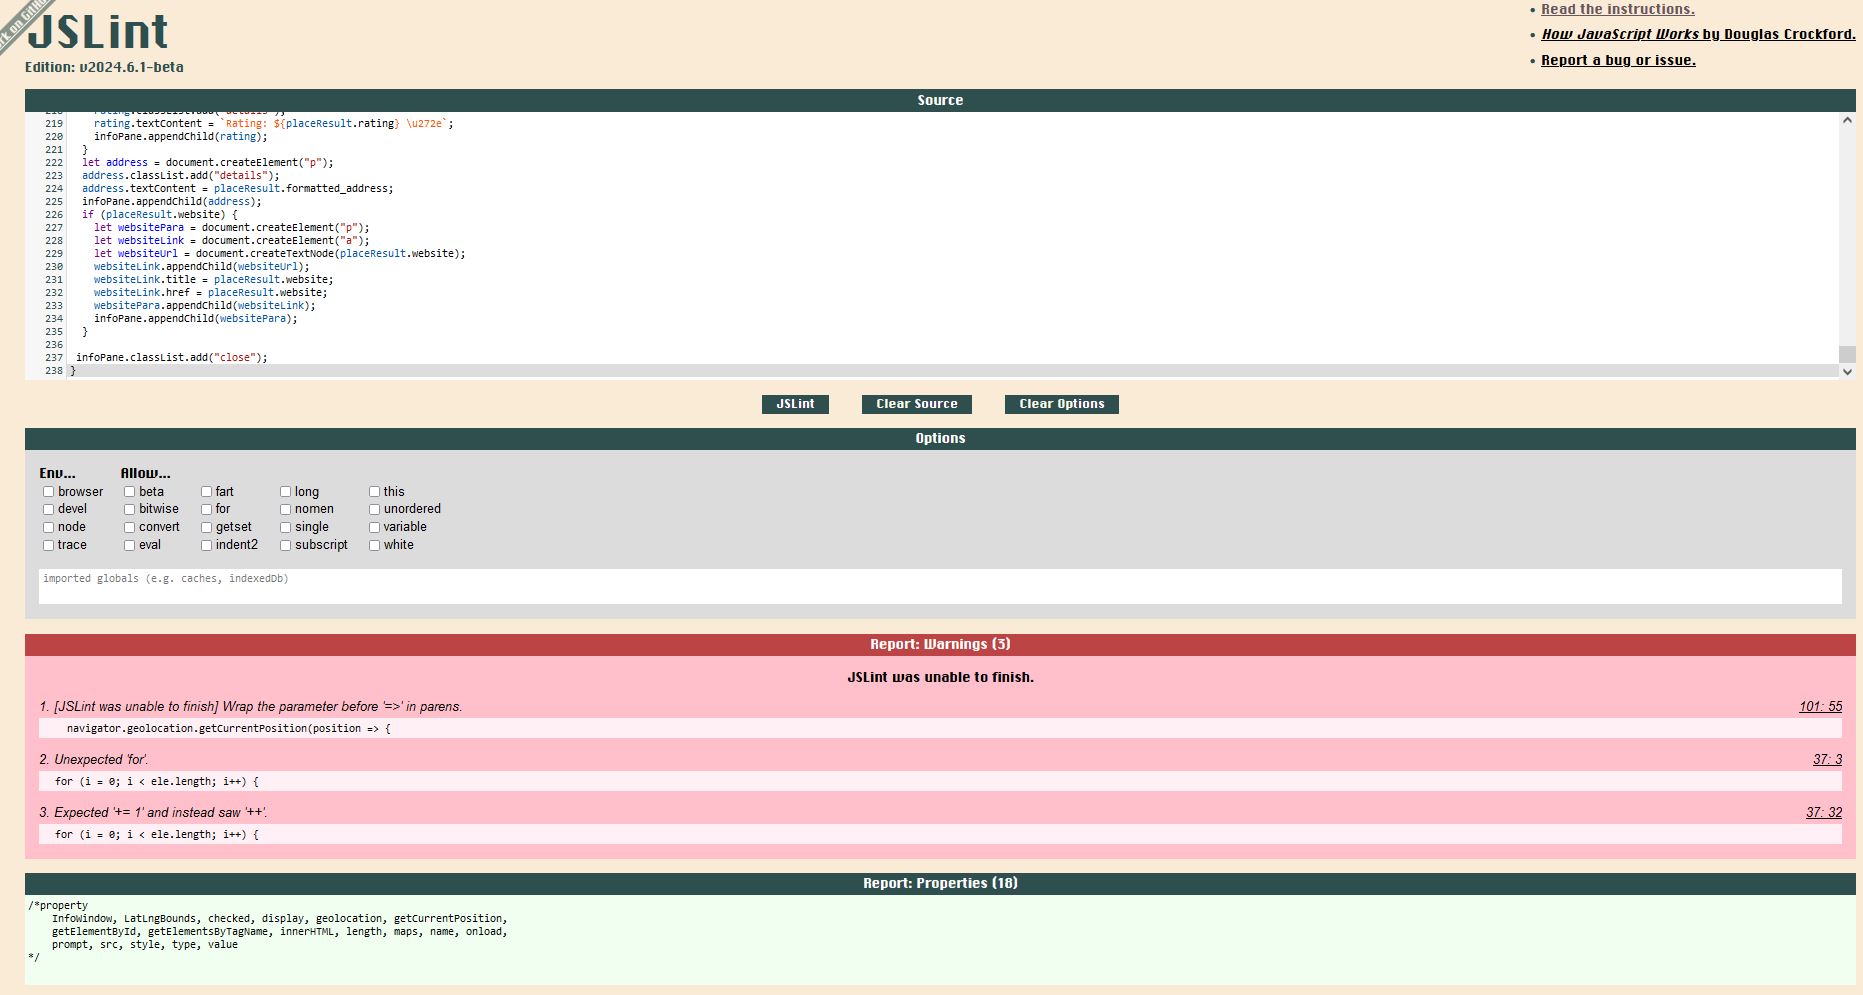 rk on GitHu
JSLint
Edition: v2024.6.1-beta
• Read the instructions.
• How JavaScript Works by Douglas Crockford.
• Report a bug or issue.
Source
218 rating.classList.add("details");
219 rating.textContent = `Rating: ${placeResult.rating} \u272e`;
220 infoPane.appendChild(rating);
221 }
222 let address = document.createElement("p");
223 address.classList.add("details");
224 address.textContent = placeResult.formatted_address;
225 infoPane.appendChild(address);
226 if (placeResult.website) {
227 let websitePara = document.createElement("p");
228 let websiteLink = document.createElement("a");
229 let websiteUrl = document.createTextNode(placeResult.website);
230 websiteLink.appendChild(websiteUrl);
231 websiteLink.title = placeResult.website;
232 websiteLink.href = placeResult.website;
233 websitePara.appendChild(websiteLink);
234 infoPane.appendChild(websitePara);
235 }
236
237 infoPane.classList.add("close");
238 }
JSLint Clear Source Clear Options
Options
Env... Allow...
browser beta fart long this
devel bitwise for nomen unordered
node convert getset single variable
trace eval indent2 subscript white
imported globals (e.g. caches, indexedDb)
Report: Warnings (3)
JSLint was unable to finish.
1. [JSLint was unable to finish] Wrap the parameter before '=>' in parens. 101: 55
navigator.geolocation.getCurrentPosition(position => {
2. Unexpected 'for'. 37: 3
for (i = 0; i < ele.length; i++) {
3. Expected '+= 1' and instead saw '++'. 37: 32
for (i = 0; i < ele.length; i++) {
Report: Properties (18)
/*property
InfoWindow, LatLngBounds, checked, display, geolocation, getCurrentPosition,
getElementById, getElementsByTagName, innerHTML, length, maps, name, onload,
prompt, src, style, type, value
*/